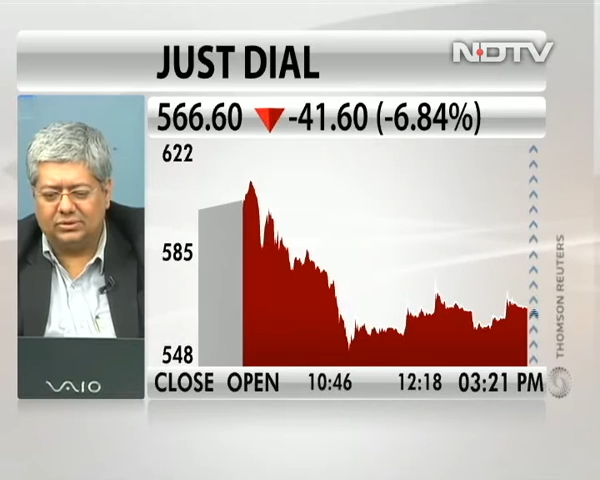 JUST DIAL
NDTV
566.60 -41.60 (-6.84%)
622
585
548
CLOSE OPEN 10:46 12:18 03:21 PM
THOMSON REUTERS
VAIO